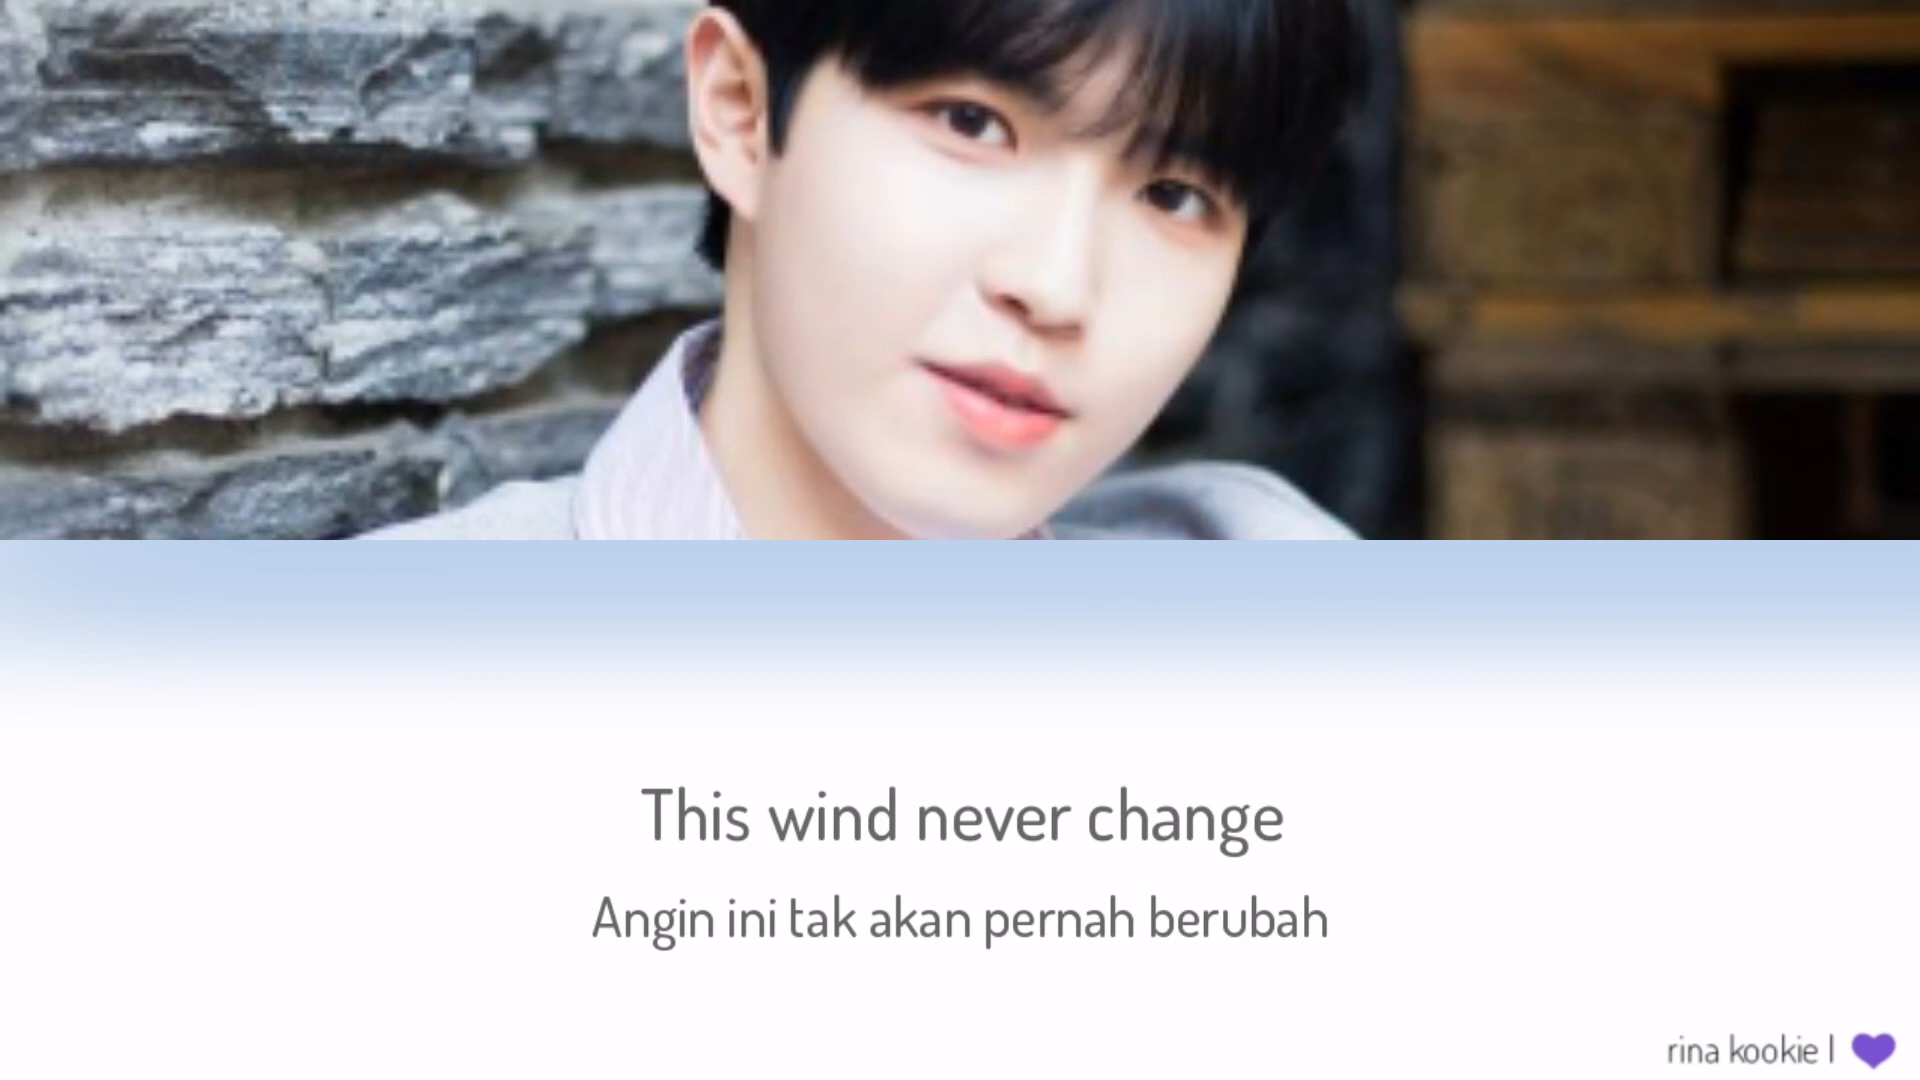 This wind never change
Angin ini tak akan pernah berubah
rina kookie | 💜